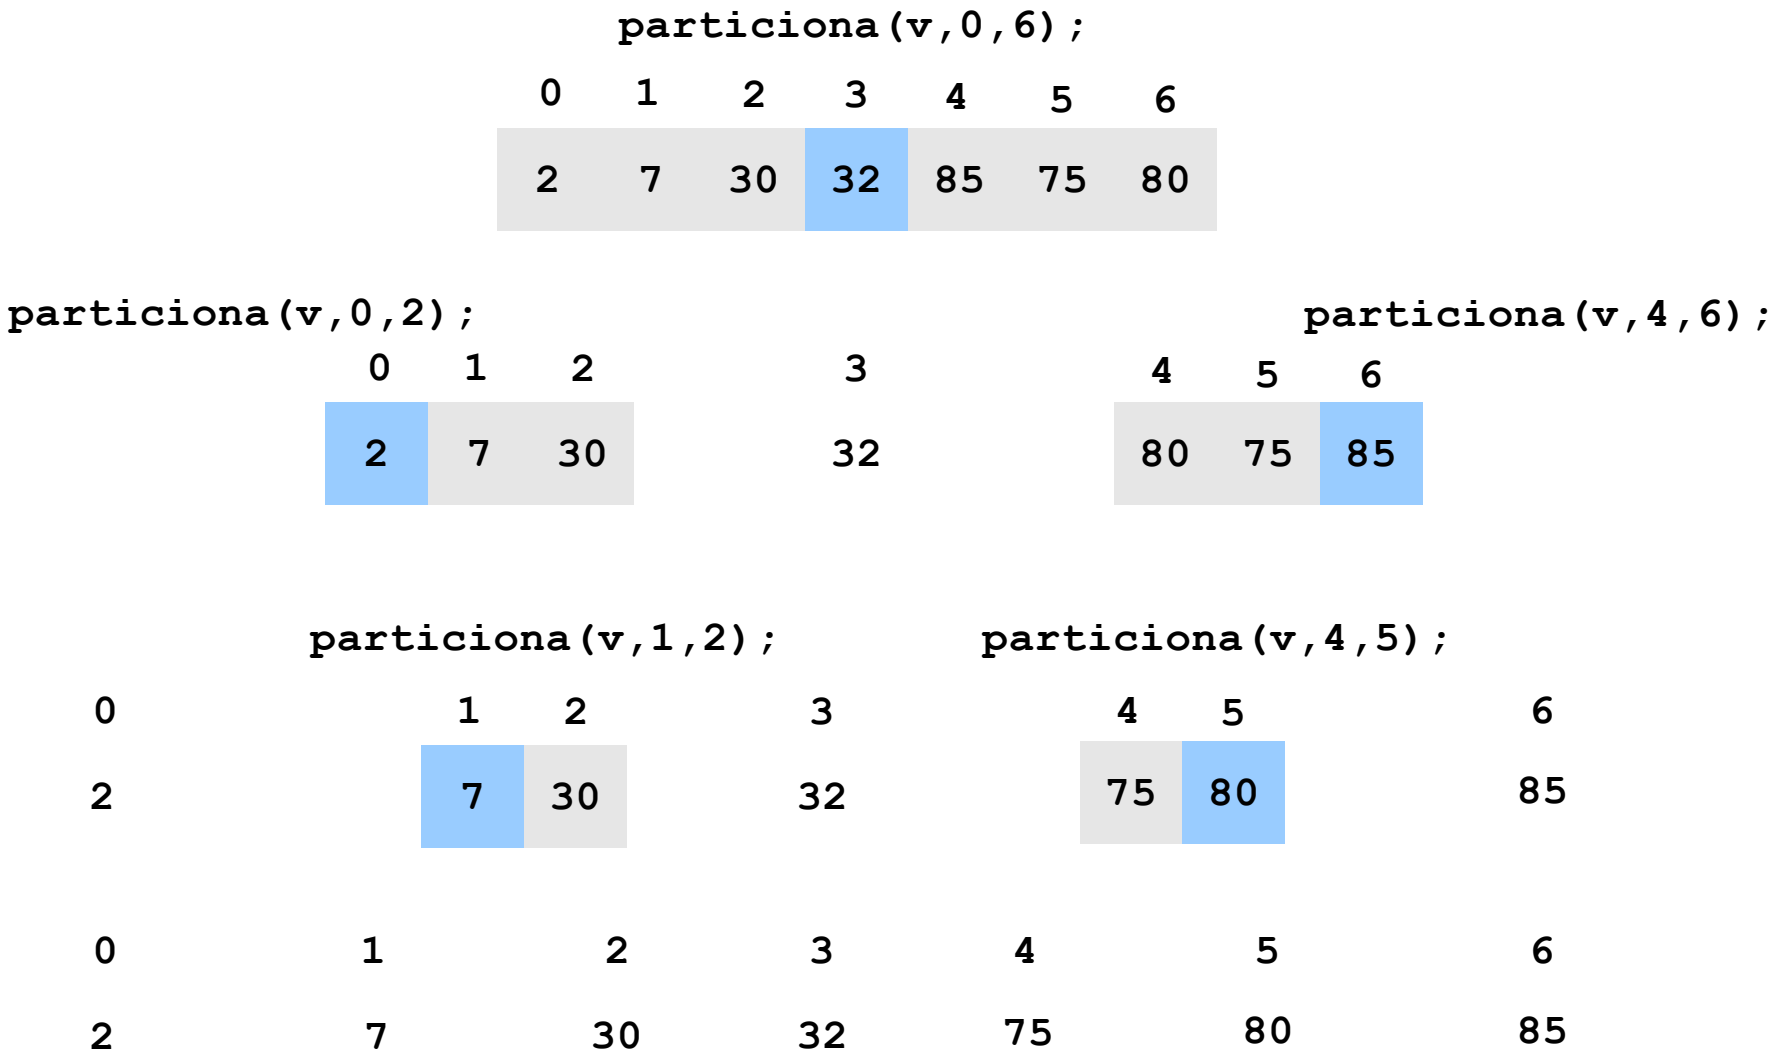 particiona(v,0,6);
0 1 2 3 4 5 6
2 7 30 32 85 75 80
particiona(v,0,2); particiona(v,4,6);
0 1 2 3 4 5 6
2 7 30 32 80 75 85
particiona(v,1,2); particiona(v,4,5);
0 1 2 3 4 5 6
2 7 30 32 75 80 85
0 1 2 3 4 5 6
2 7 30 32 75 80 85